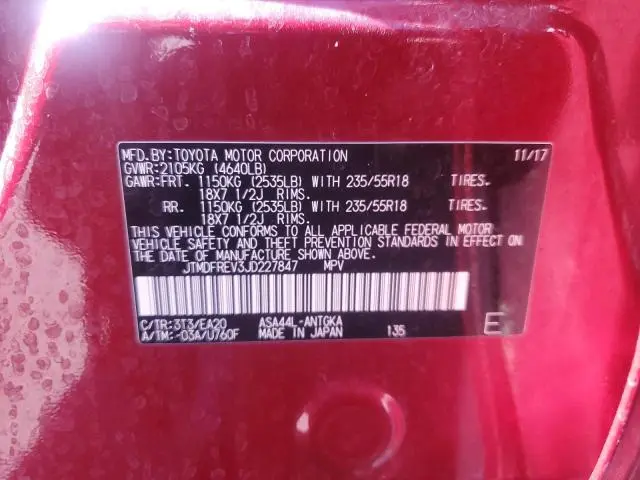 MFD. BY: TOYOTA MOTOR CORPORATION 11/17
GVWR: 2105KG (4640LB)
GAWR: FRT. 1150KG (2535LB) WITH 235/55R18 TIRES.
18X7 1/2J RIMS.
RR. 1150KG (2535LB) WITH 235/55R18 TIRES.
18X7 1/2J RIMS.
THIS VEHICLE CONFORMS TO ALL APPLICABLE FEDERAL MOTOR
VEHICLE SAFETY AND THEFT PREVENTION STANDARDS IN EFFECT ON
THE DATE OF MANUFACTURE SHOWN ABOVE.
JTMDFREV3JD227847 MPV
C/TR: 3T3/EA20 ASA44L-ANTGKA
A/TM: -03A/U760F MADE IN JAPAN 135 E